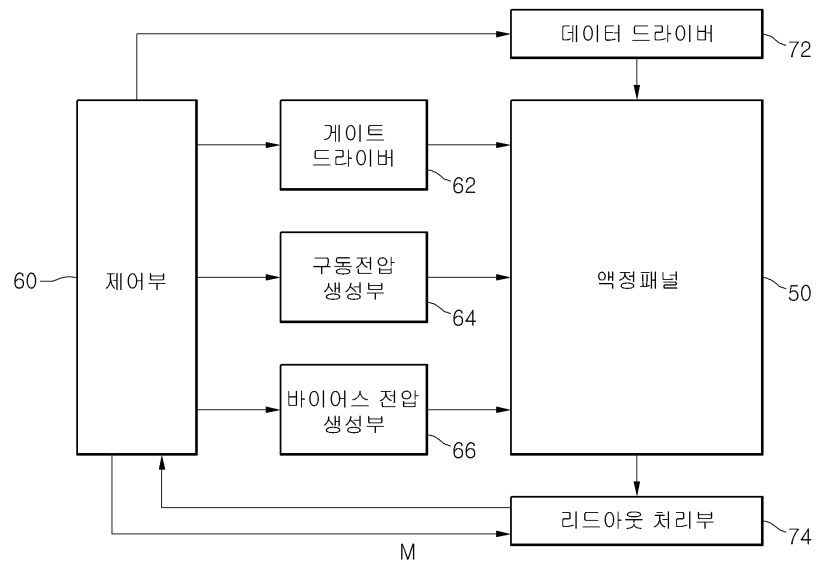 데이터 드라이버
72
게이트
드라이버
62
60
제어부
구동전압
생성부
64
액정패널
50
바이어스 전압
생성부
66
리드아웃 처리부
74
M